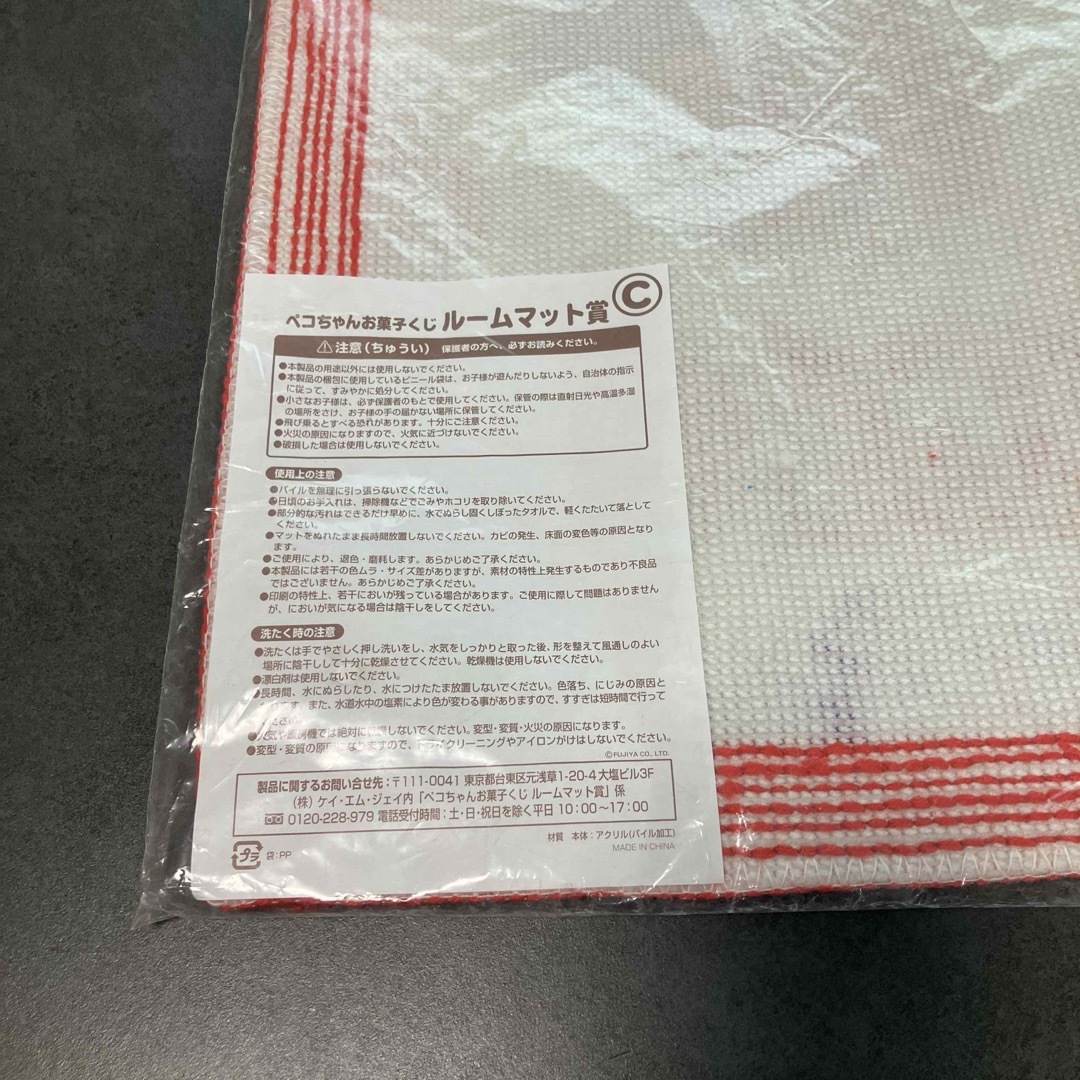 ペコちゃんお菓子くじ ルームマット賞 C
注意(ちゅうい) 保護者の方へ、必ずお読みください。
●本製品の用途以外には使用しないでください。
●本製品の梱包に使用しているビニール袋は、お子様が遊んだりしないよう、自治体の指示
に従って、すみやかに処分してください。
●小さなお子様は、必ず保護者のもとで使用してください。保管の際は直射日光や高温多湿
の場所をさけ、お子様の手の届かない場所に保管してください。
●飛び乗るとすべる恐れがあります。十分にご注意ください。
●火災の原因になりますので、火気に近づけないでください。
●破損した場合は使用しないでください。
使用上の注意
●パイルを無理に引っ張らないでください。
●日頃のお手入れは、掃除機などでごみやホコリを取り除いてください。
●部分的な汚れはできるだけ早めに、水でぬらし固くしぼったタオルで、軽くたたいて落として
ください。
●マットをぬれたまま長時間放置しないでください。カビの発生、床面の変色等の原因となり
ます。
●ご使用により、退色・磨耗します。あらかじめご了承ください。
●本製品には若干の色ムラ・サイズ差がありますが、素材の特性上発生するものであり不良品
ではございません。あらかじめご了承ください。
●印刷の特性上、若干においが残っている場合があります。ご使用に際して問題はありません
が、においが気になる場合は陰干しをしてください。
洗たく時の注意
●洗たくは手でやさしく押し洗いをし、水気をしっかりと取った後、形を整えて風通しのよい
場所に陰干しして十分に乾燥させてください。乾燥機は使用しないでください。
●漂白剤は使用しないでください。
●長時間、水にぬらしたり、水につけたまま放置しないでください。色落ち、にじみの原因と
ます。また、水道水中の塩素により色が変わる事がありますので、すすぎは短時間で行って
ください。
●火気や暖房機では絶対に乾燥しないでください。変型・変質・火災の原因になります。
●変型・変質の原因になりますので、ドライクリーニングやアイロンがけはしないでください。
©FUJIYA CO., LTD.
製品に関するお問い合せ先：〒111-0041 東京都台東区元浅草1-20-4 大塩ビル3F
(株) ケイ・エム・ジェイ内「ペコちゃんお菓子くじ ルームマット賞」係
0120-228-979 電話受付時間：土・日・祝日を除く平日 10:00〜17:00
材質 本体：アクリル(パイル加工)
MADE IN CHINA
プラ 袋：PP